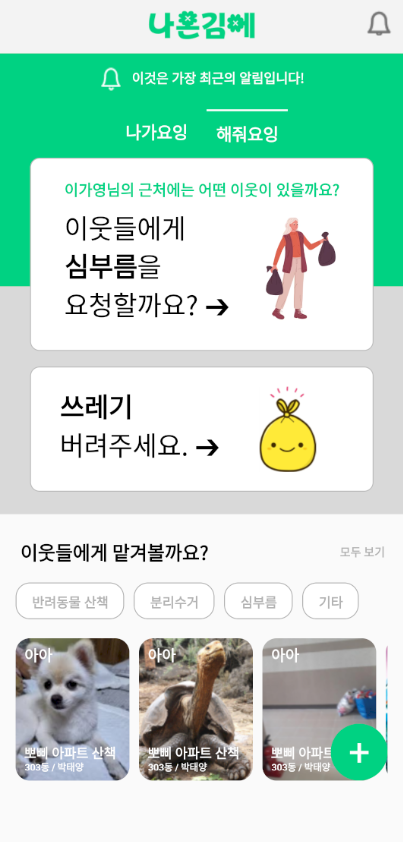 나온김에
이것은 가장 최근의 알림입니다!
나가요잉 해줘요잉
이가영님의 근처에는 어떤 이웃이 있을까요?
이웃들에게
심부름을
요청할까요? ➔
쓰레기
버려주세요. ➔
이웃들에게 맡겨볼까요? 모두 보기
반려동물 산책 분리수거 심부름 기타
아아 아아 아아
뽀삐 아파트 산책 뽀삐 아파트 산책 뽀삐 아파트
303동 / 박태양 303동 / 박태양 303동 / 박태양
+